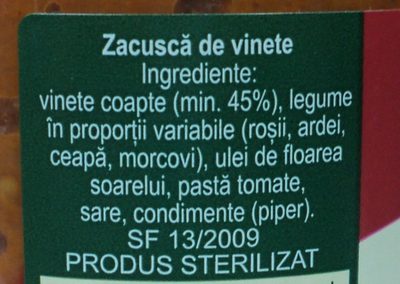 Zacuscă de vinete
Ingrediente:
vinete coapte (min. 45%), legume
în proporții variabile (roșii, ardei,
ceapă, morcovi), ulei de floarea
soarelui, pastă tomate,
sare, condimente (piper).
SF 13/2009
PRODUS STERILIZAT